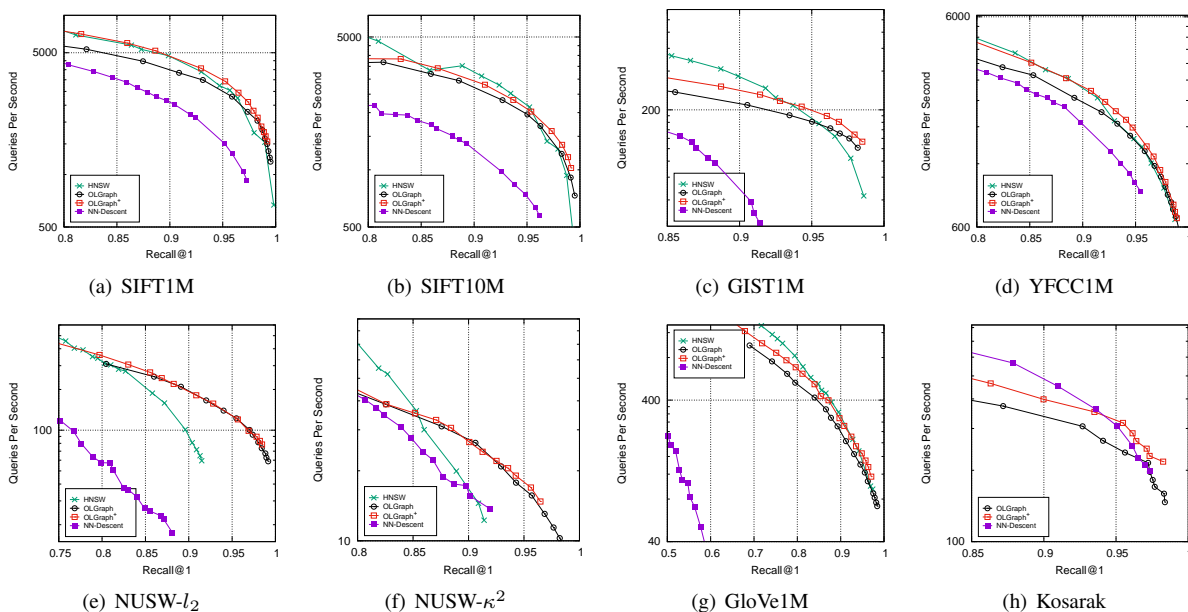 5000
Queries Per Second
500
HNSW
OLGraph
OLGraph+
NN-Descent
0.8 0.85 0.9 0.95 1
Recall@1
(a) SIFT1M
5000
Queries Per Second
500
HNSW
OLGraph
OLGraph+
NN-Descent
0.8 0.85 0.9 0.95 1
Recall@1
(b) SIFT10M
200
Queries Per Second
HNSW
OLGraph
OLGraph+
NN-Descent
0.85 0.9 0.95 1
Recall@1
(c) GIST1M
6000
Queries Per Second
600
HNSW
OLGraph
OLGraph+
NN-Descent
0.8 0.85 0.9 0.95 1
Recall@1
(d) YFCC1M
100
Queries Per Second
HNSW
OLGraph
OLGraph+
NN-Descent
0.75 0.8 0.85 0.9 0.95 1
Recall@1
(e) NUSW-l2
Queries Per Second
10
HNSW
OLGraph
OLGraph+
NN-Descent
0.8 0.85 0.9 0.95 1
Recall@1
(f) NUSW-κ²
HNSW
OLGraph
OLGraph+
NN-Descent
400
Queries Per Second
40
0.5 0.6 0.7 0.8 0.9 1
Recall@1
(g) GloVe1M
Queries Per Second
100
OLGraph
OLGraph+
NN-Descent
0.85 0.9 0.95 1
Recall@1
(h) Kosarak